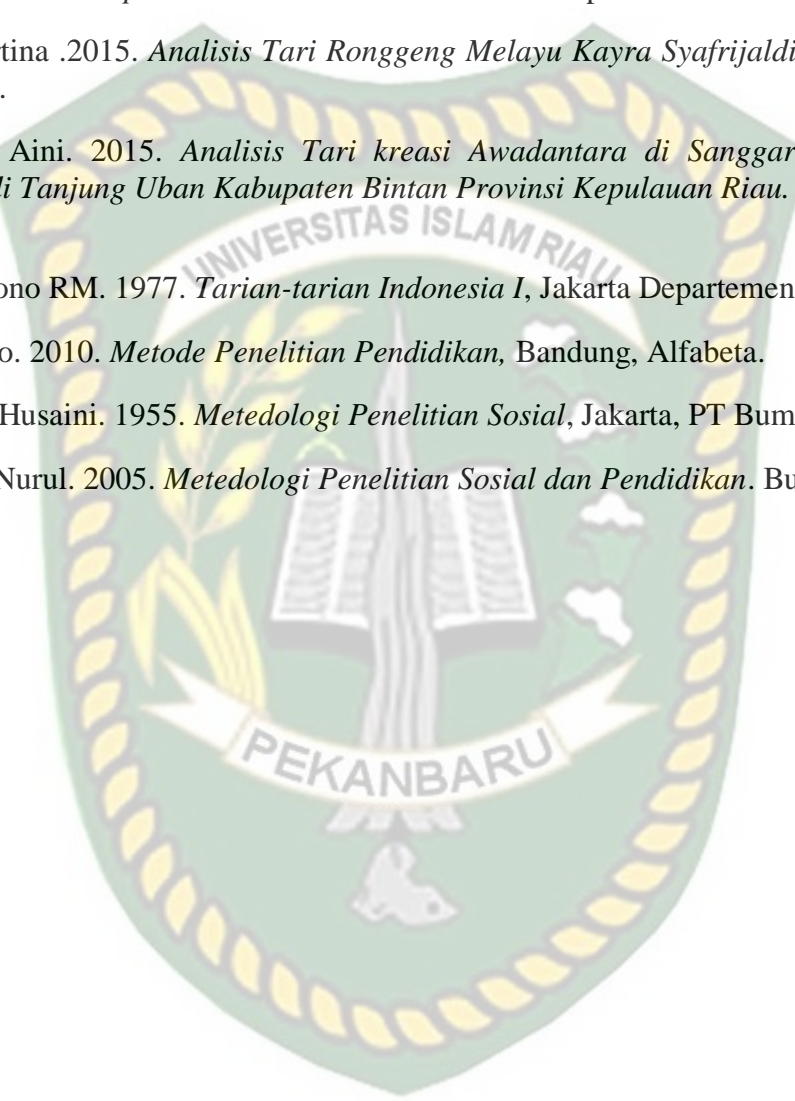 rtina .2015. Analisis Tari Ronggeng Melayu Kayra Syafrijaldi
.
Aini. 2015. Analisis Tari kreasi Awadantara di Sanggar
di Tanjung Uban Kabupaten Bintan Provinsi Kepulauan Riau.
UNIVERSITAS ISLAM RIAU
ono RM. 1977. Tarian-tarian Indonesia I, Jakarta Departemen
o. 2010. Metode Penelitian Pendidikan, Bandung, Alfabeta.
Husaini. 1955. Metedologi Penelitian Sosial, Jakarta, PT Bum
Nurul. 2005. Metedologi Penelitian Sosial dan Pendidikan. Bu
PEKANBARU